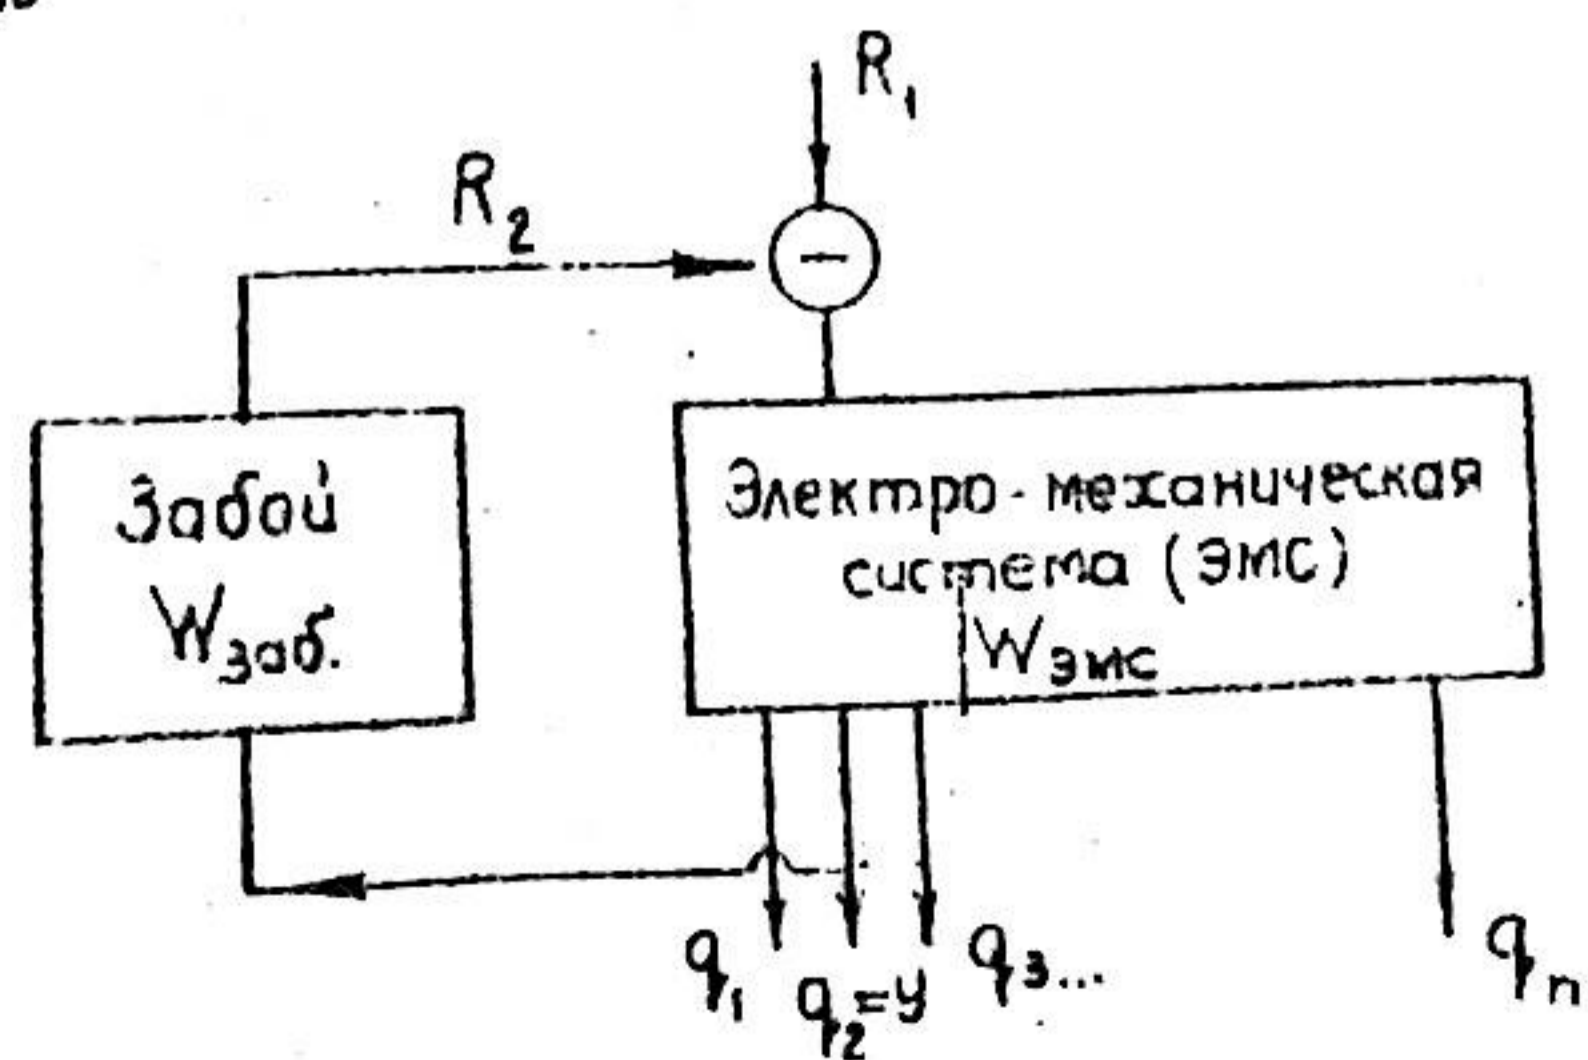 R₁
R₂
−
Забой
Wзаб.
Электро-механическая
система (ЭМС)
Wэмс
q₁ q₂=y q₃... qₙ